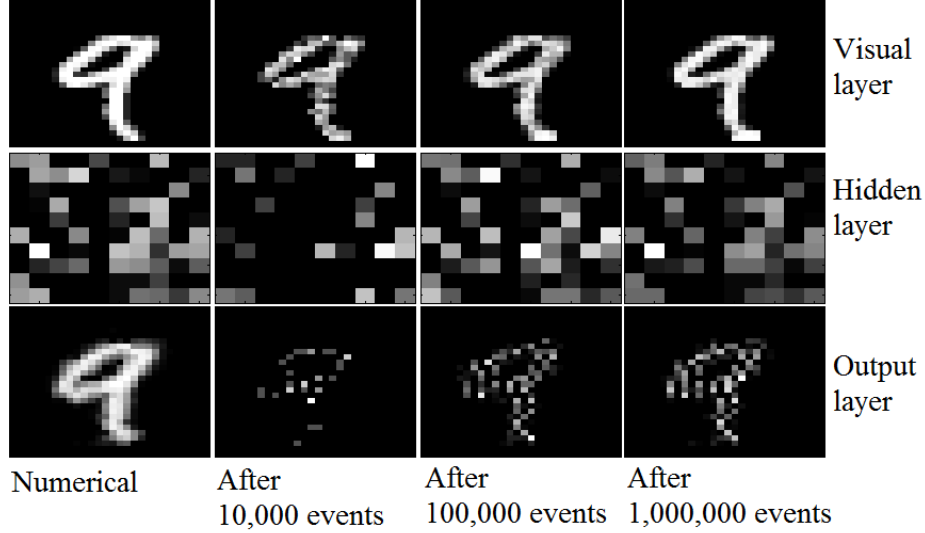 Visual
layer
Hidden
layer
Output
layer
Numerical
After
10,000 events
After
100,000 events
After
1,000,000 events